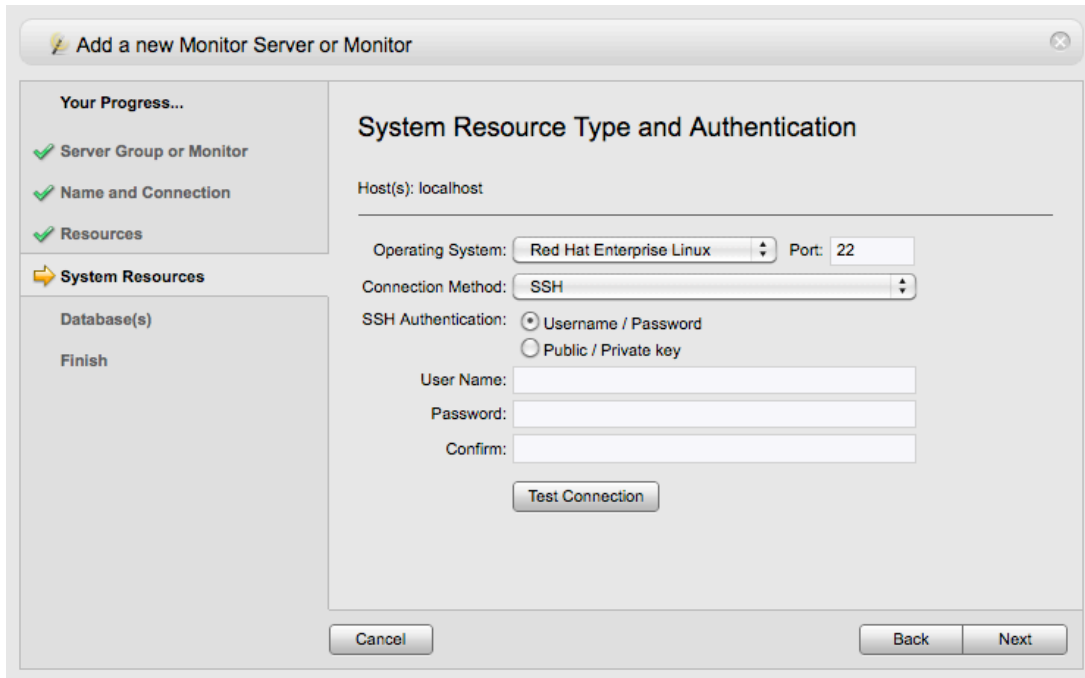 Add a new Monitor Server or Monitor
Your Progress...
Server Group or Monitor
Name and Connection
Resources
System Resources
Database(s)
Finish
System Resource Type and Authentication
Host(s): localhost
Operating System: Red Hat Enterprise Linux Port: 22
Connection Method: SSH
SSH Authentication: Username / Password
Public / Private key
User Name:
Password:
Confirm:
Test Connection
Cancel Back Next